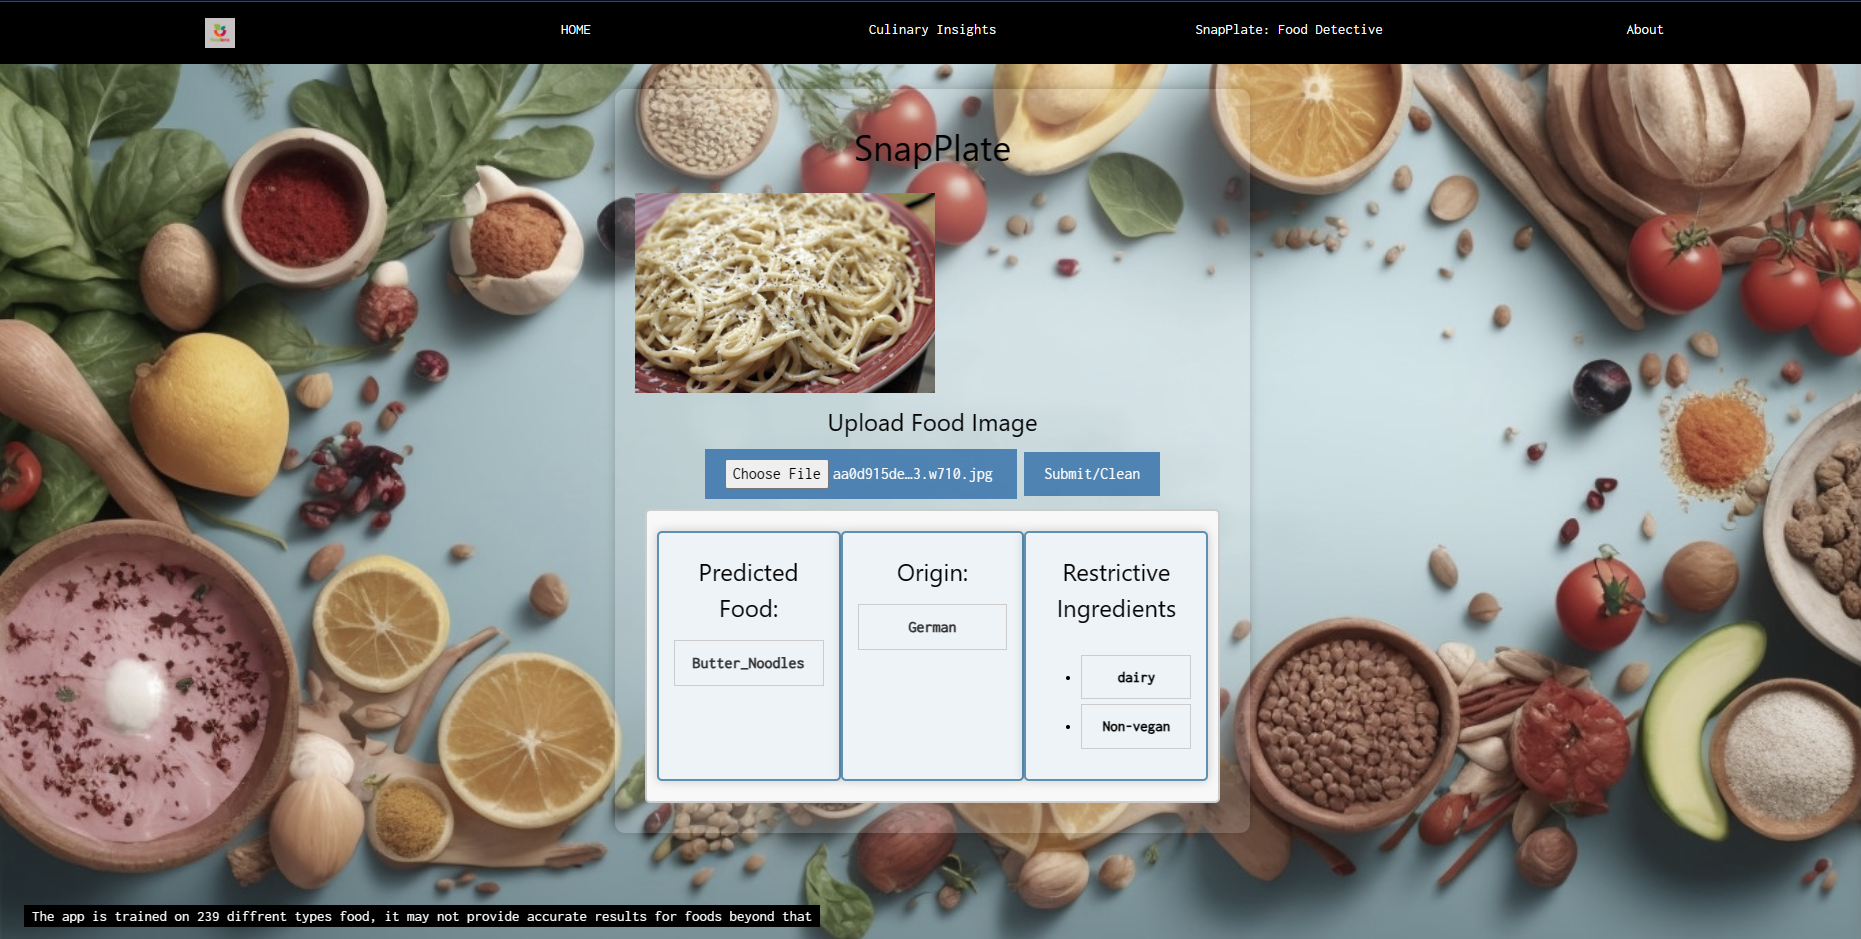 HOME
Culinary Insights
SnapPlate: Food Detective
About
SnapPlate
Upload Food Image
Choose File aa0d915de…3.w710.jpg
Submit/Clean
Predicted
Food:
Butter_Noodles
Origin:
German
Restrictive
Ingredients
dairy
Non-vegan
The app is trained on 239 diffrent types food, it may not provide accurate results for foods beyond that